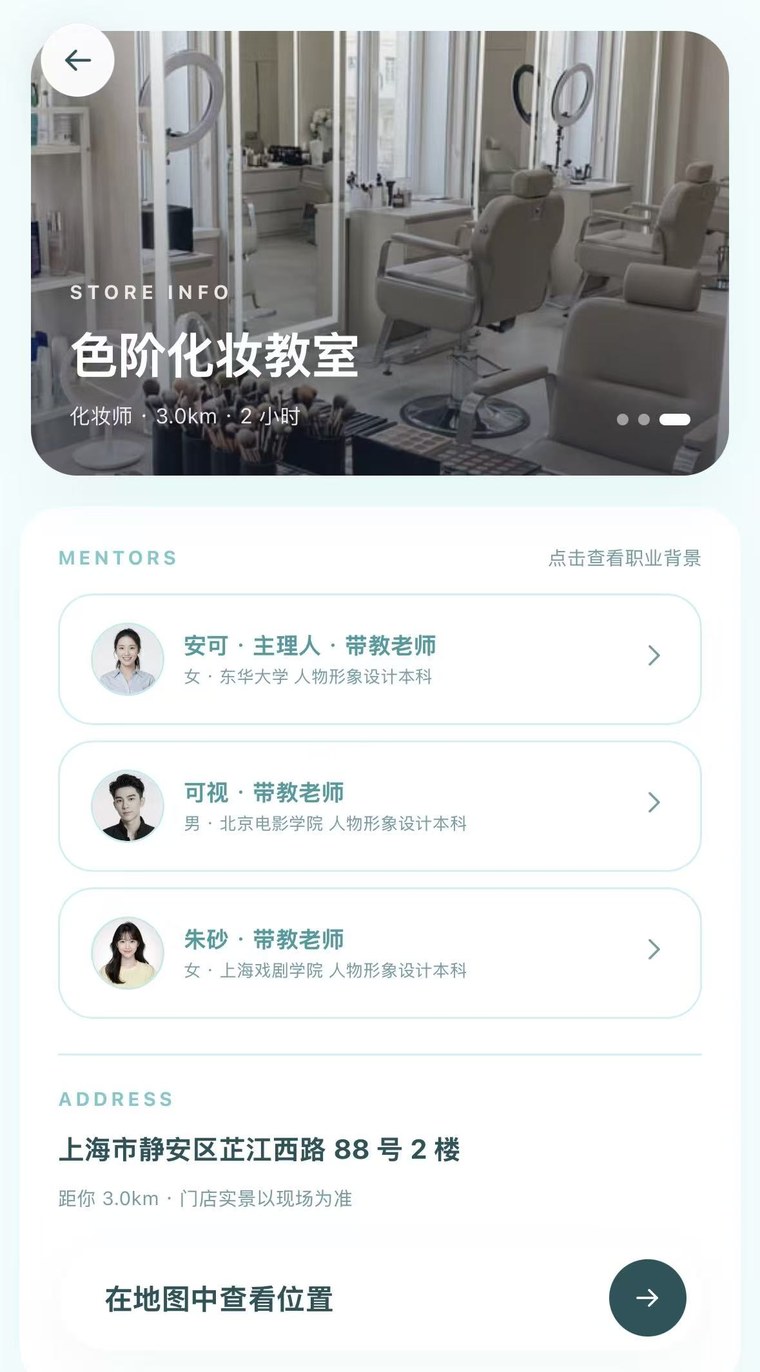 STORE INFO
色阶化妆教室
化妆师 · 3.0km · 2 小时
MENTORS
点击查看职业背景
安可 · 主理人 · 带教老师
女 · 东华大学 人物形象设计本科
可视 · 带教老师
男 · 北京电影学院 人物形象设计本科
朱砂 · 带教老师
女 · 上海戏剧学院 人物形象设计本科
ADDRESS
上海市静安区芷江西路 88 号 2 楼
距你 3.0km · 门店实景以现场为准
在地图中查看位置